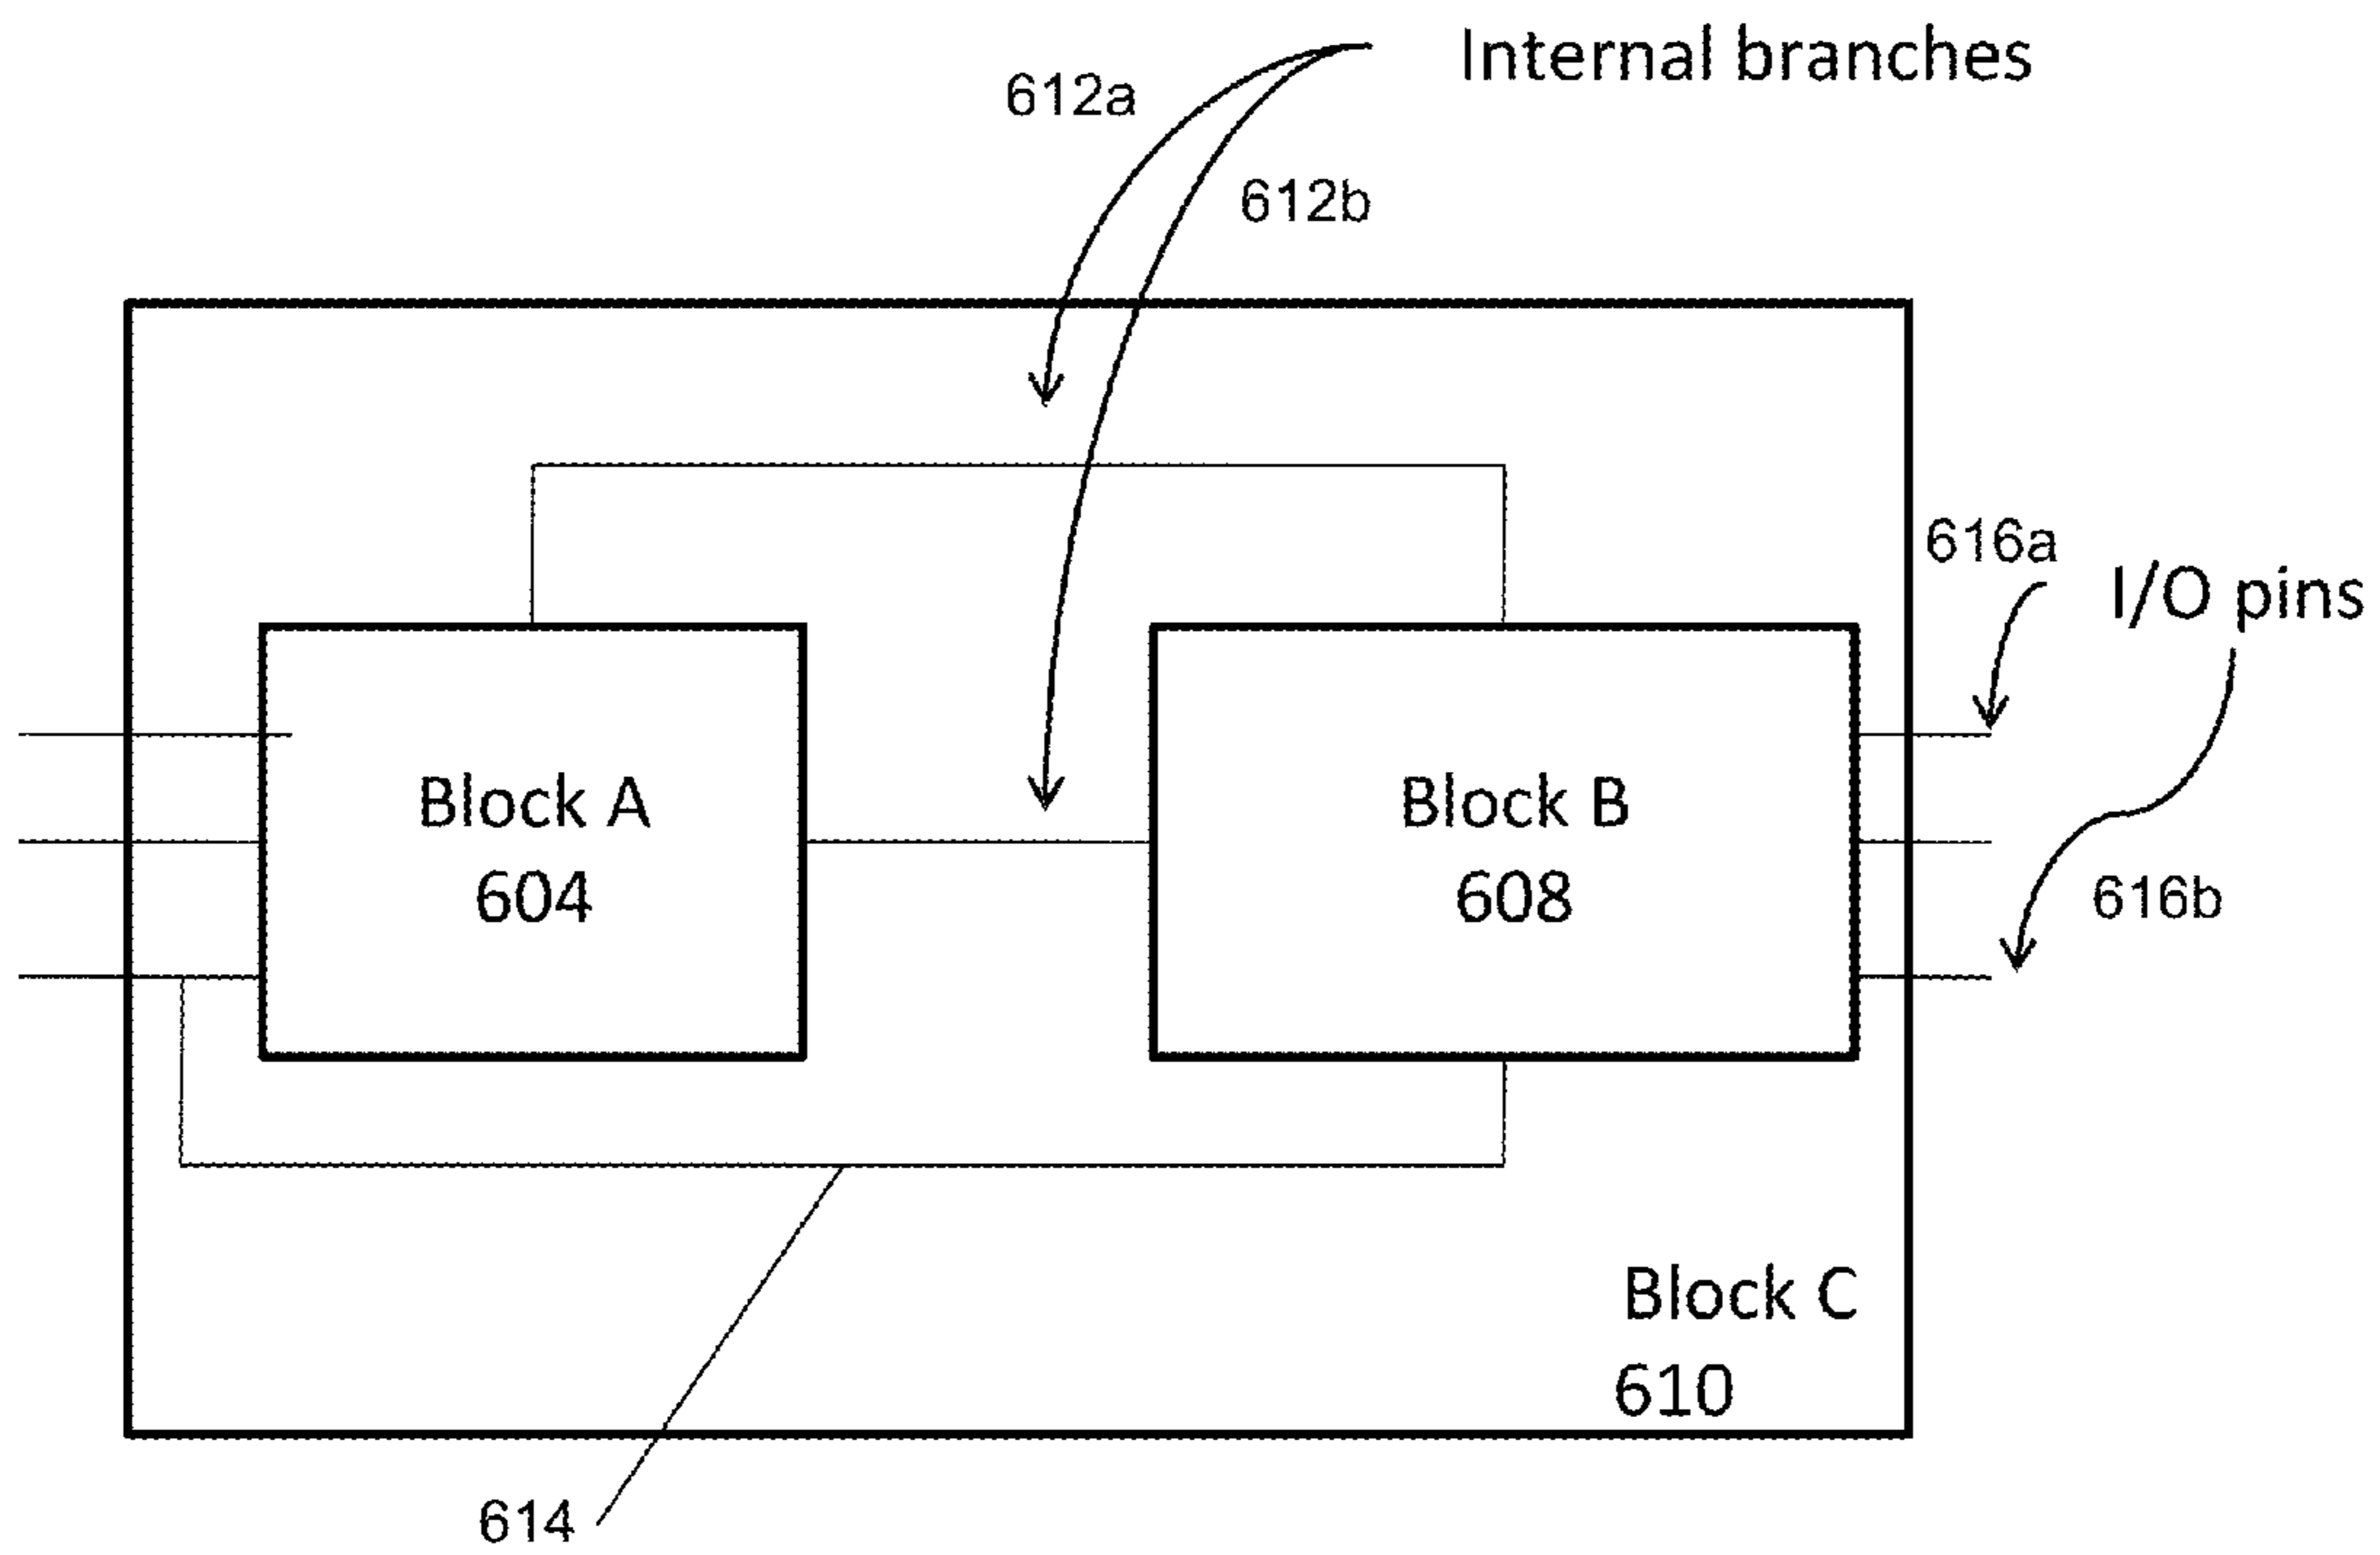 Internal branches
612a
612b
616a
I/O pins
Block A
604
Block B
608
616b
Block C
610
614